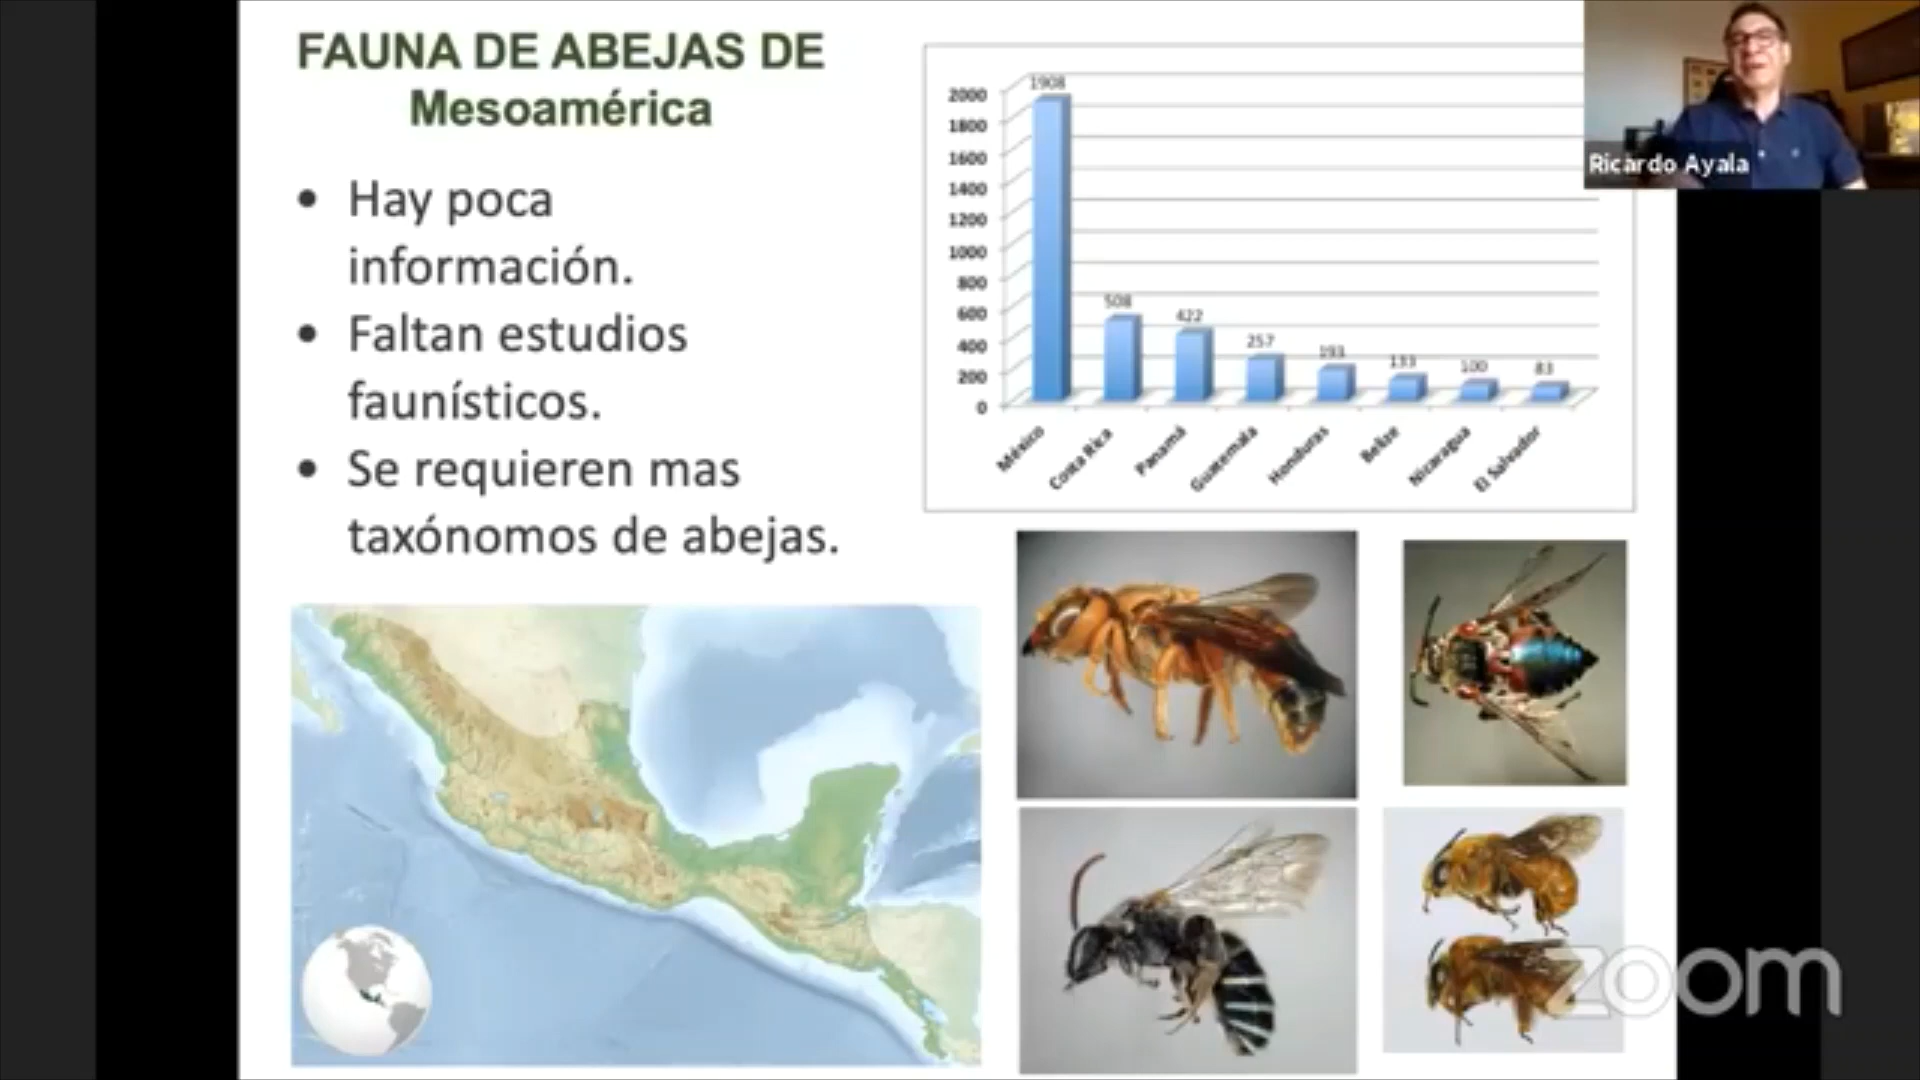 FAUNA DE ABEJAS DE
Mesoamérica
• Hay poca
información.
• Faltan estudios
faunísticos.
• Se requieren mas
taxónomos de abejas.
2000
1800
1600
1400
1200
1000
800
600
400
200
0
1908
508
422
257
193
133
100
83
México
Costa Rica
Panamá
Guatemala
Honduras
Belize
Nicaragua
El Salvador
Ricardo Ayala
zoom